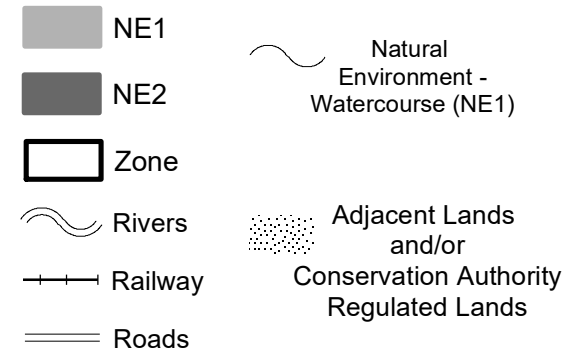 NE1
NE2
Zone
Rivers
Railway
Roads
Natural
Environment -
Watercourse (NE1)
Adjacent Lands
and/or
Conservation Authority
Regulated Lands